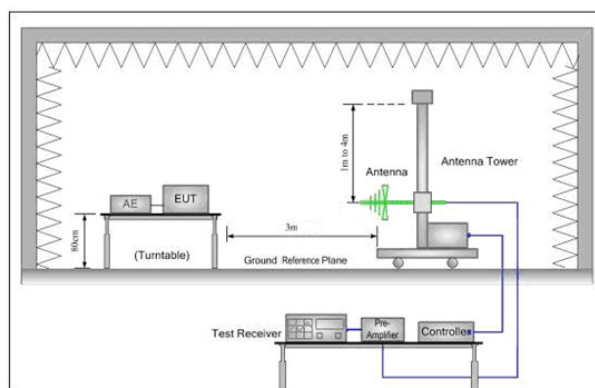 1m to 4m
Antenna
Antenna Tower
AE
EUT
80cm
(Turntable)
3m
Ground Reference Plane
Test Receiver
Pre-
Amplifier
Controller